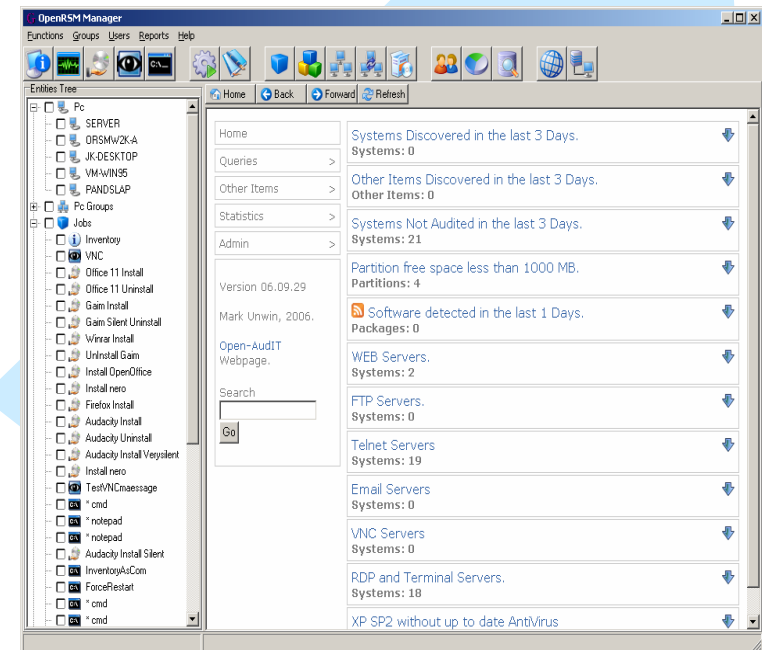 OpenRSM Manager
Functions Groups Users Reports Help
Entities Tree
Pc
SERVER
ORSMW2K-A
JK-DESKTOP
VM-WIN95
PANDSLAP
Pc Groups
Jobs
Inventory
VNC
Office 11 Install
Office 11 Uninstall
Gaim Install
Gaim Silent Uninstall
Winrar Install
UnInstall Gaim
Install OpenOffice
Install nero
Firefox Install
Audacity Install
Audacity Uninstall
Audacity Install Verysilent
Install nero
TestVNCmaessage
* cmd
* notepad
* notepad
Audacity Install Silent
InventoryAsCom
ForceRestart
* cmd
* cmd
Home Back Forward Refresh
Home
Queries >
Other Items >
Statistics >
Admin >
Version 06.09.29
Mark Unwin, 2006.
Open-AudIT
Webpage.
Search
Go
Systems Discovered in the last 3 Days.
Systems: 0
Other Items Discovered in the last 3 Days.
Other Items: 0
Systems Not Audited in the last 3 Days.
Systems: 21
Partition free space less than 1000 MB.
Partitions: 4
Software detected in the last 1 Days.
Packages: 0
WEB Servers.
Systems: 2
FTP Servers.
Systems: 0
Telnet Servers
Systems: 19
Email Servers
Systems: 0
VNC Servers
Systems: 0
RDP and Terminal Servers.
Systems: 18
XP SP2 without up to date AntiVirus